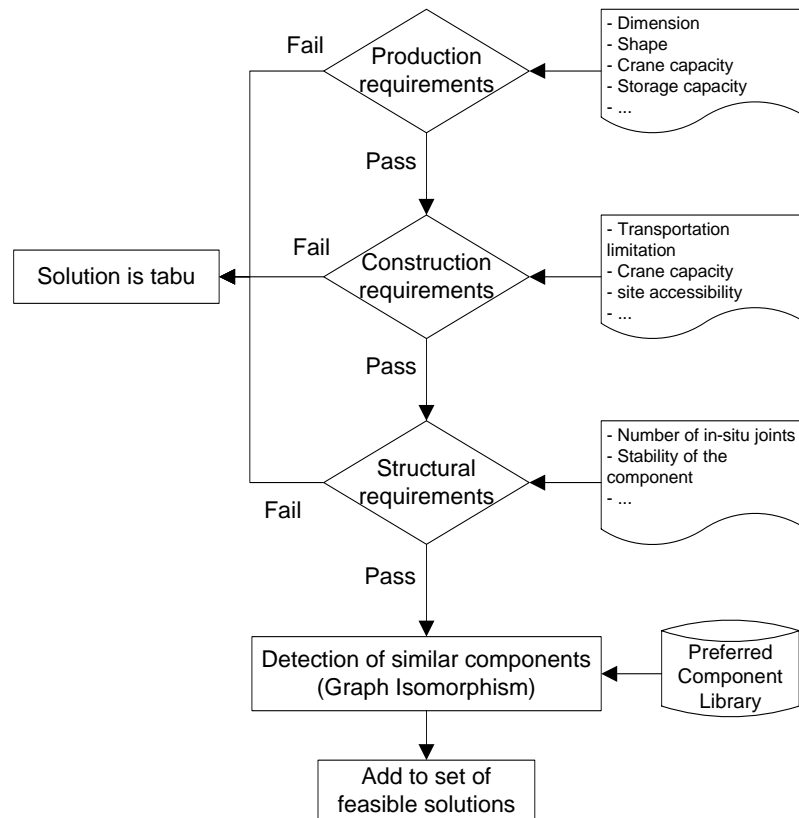 Fail
Production
requirements
- Dimension
- Shape
- Crane capacity
- Storage capacity
- ...
Pass
Solution is tabu
Fail
Construction
requirements
- Transportation
limitation
- Crane capacity
- site accessibility
- ...
Pass
Structural
requirements
- Number of in-situ joints
- Stability of the
component
- ...
Fail
Pass
Detection of similar components
(Graph Isomorphism)
Preferred
Component
Library
Add to set of
feasible solutions